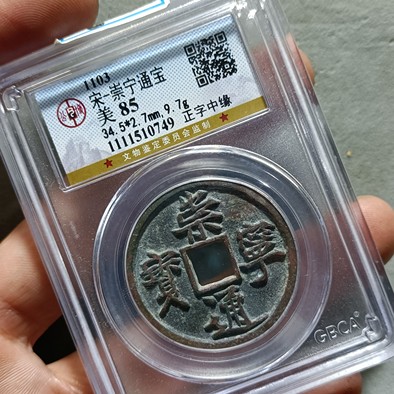 1103
宋-崇宁通宝
美 85
34.5*2.7mm,9.7g
1111510749 正字中缘
文物鉴定委员会监制
崇寧通寳
GBCA